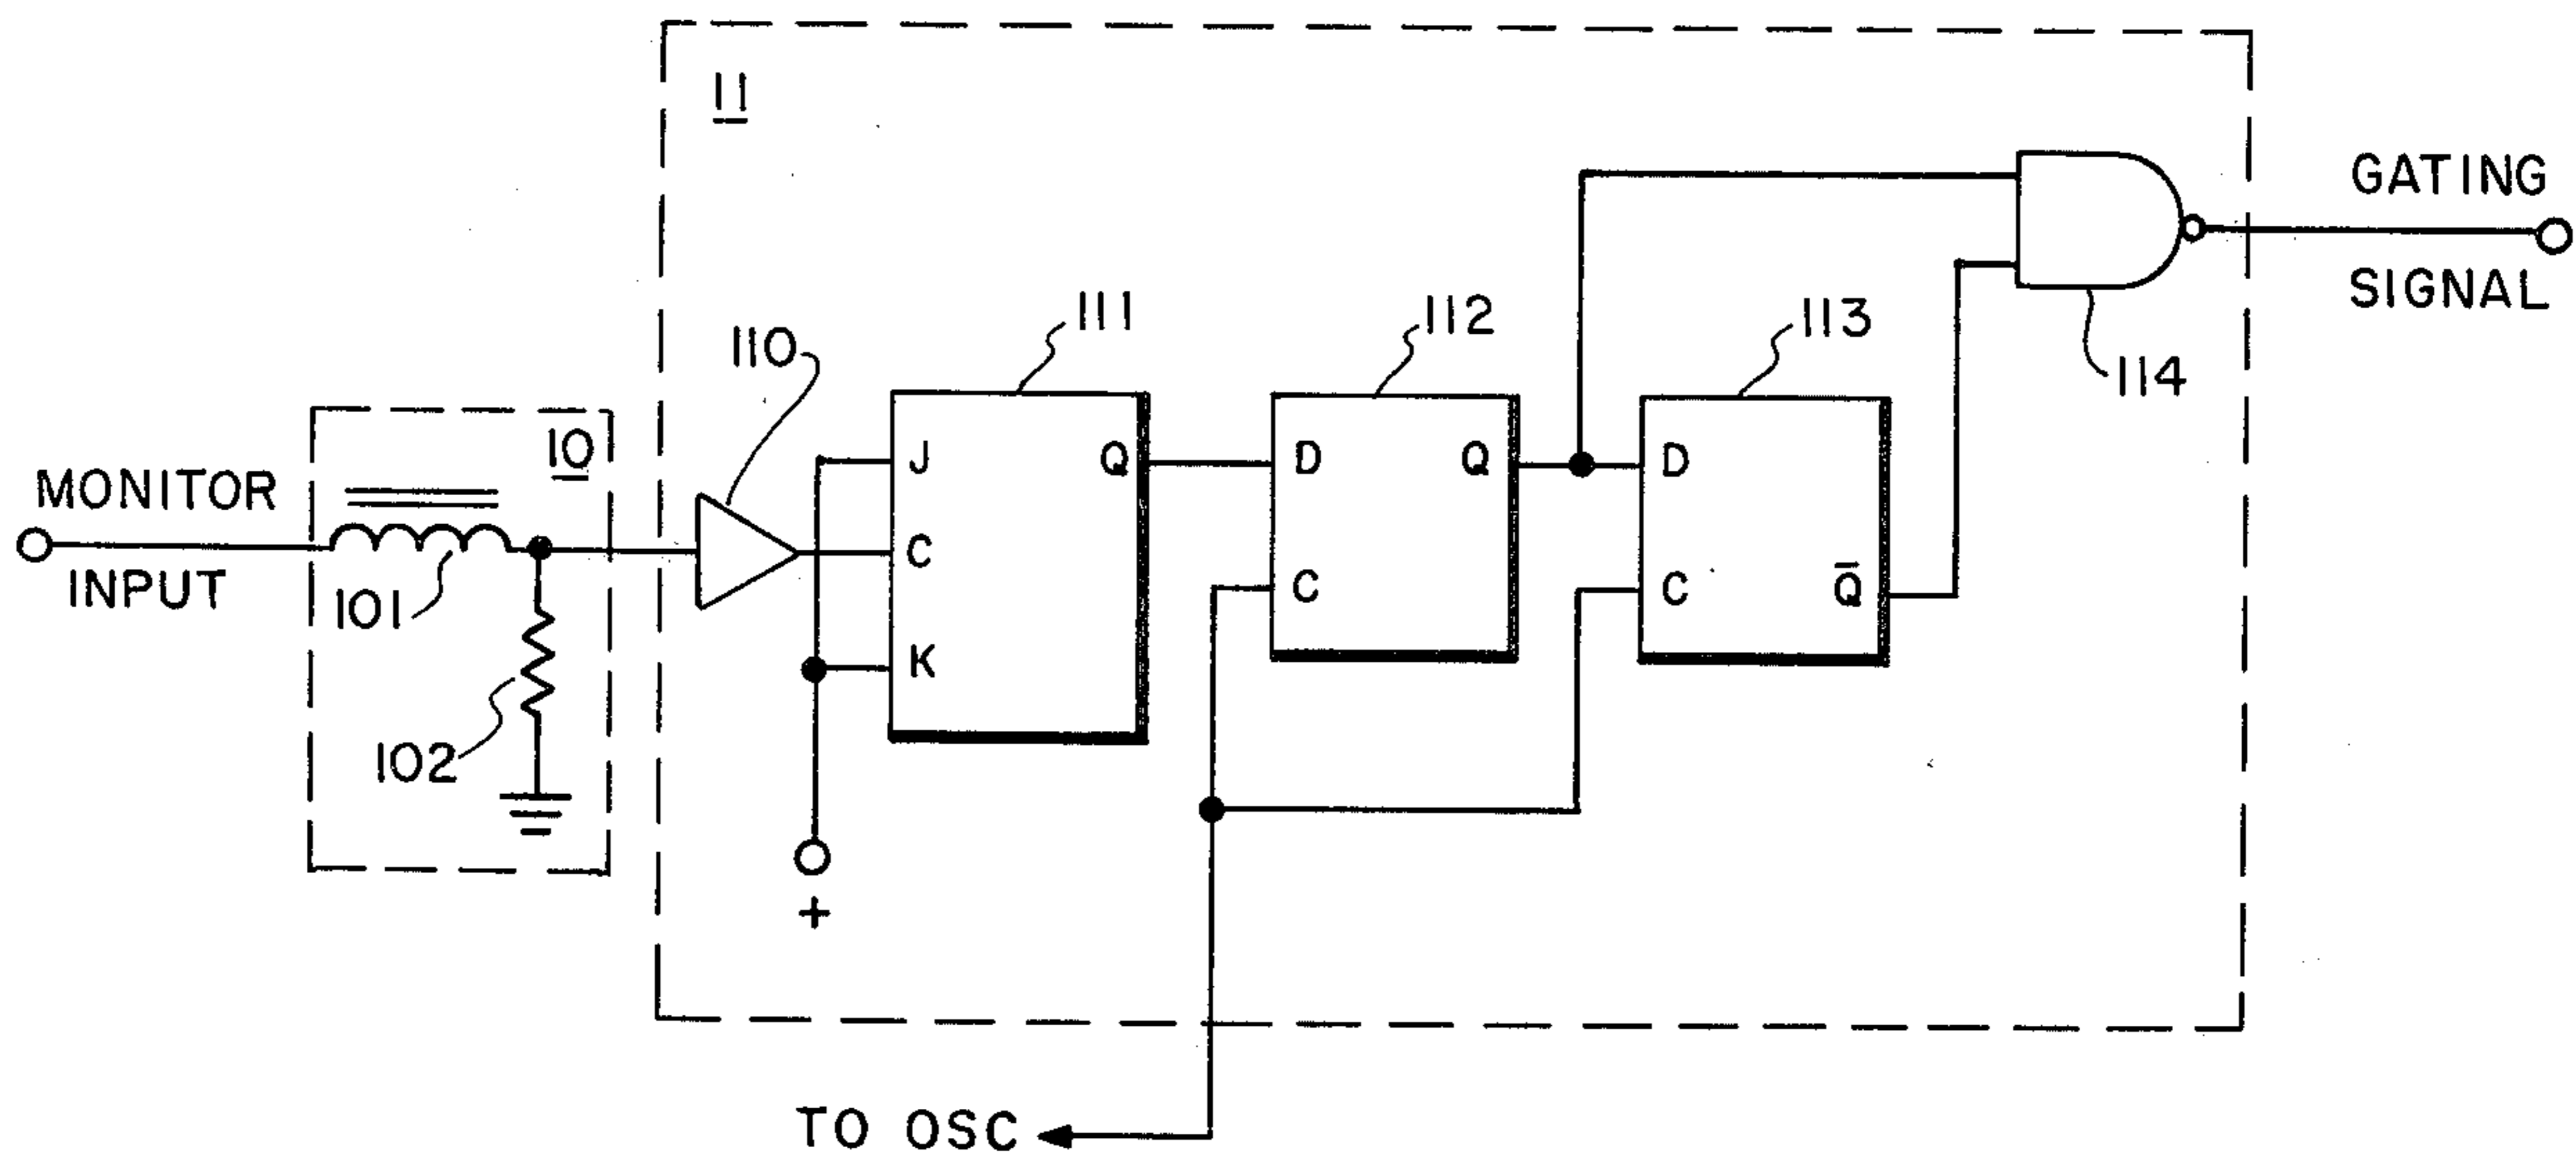 11
GATING
SIGNAL
110
111
112
113
114
10
MONITOR
INPUT
101
102
J
C
K
Q
D
C
Q
D
C
Q̄
+
TO OSC